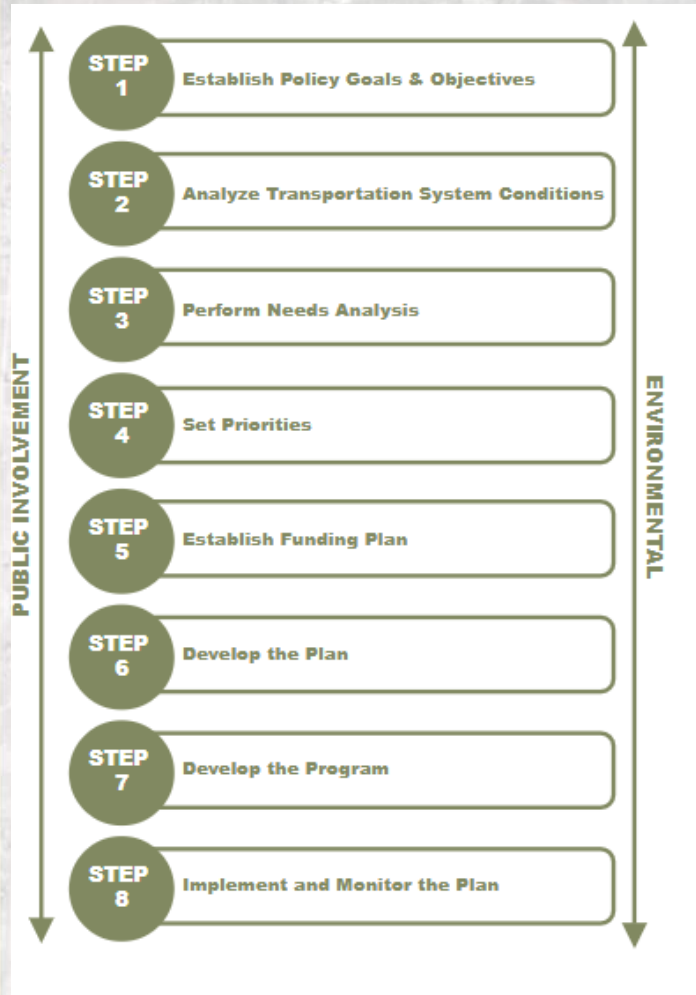 STEP
1
Establish Policy Goals & Objectives
STEP
2
Analyze Transportation System Conditions
STEP
3
Perform Needs Analysis
STEP
4
Set Priorities
STEP
5
Establish Funding Plan
STEP
6
Develop the Plan
STEP
7
Develop the Program
STEP
8
Implement and Monitor the Plan
PUBLIC INVOLVEMENT
ENVIRONMENTAL